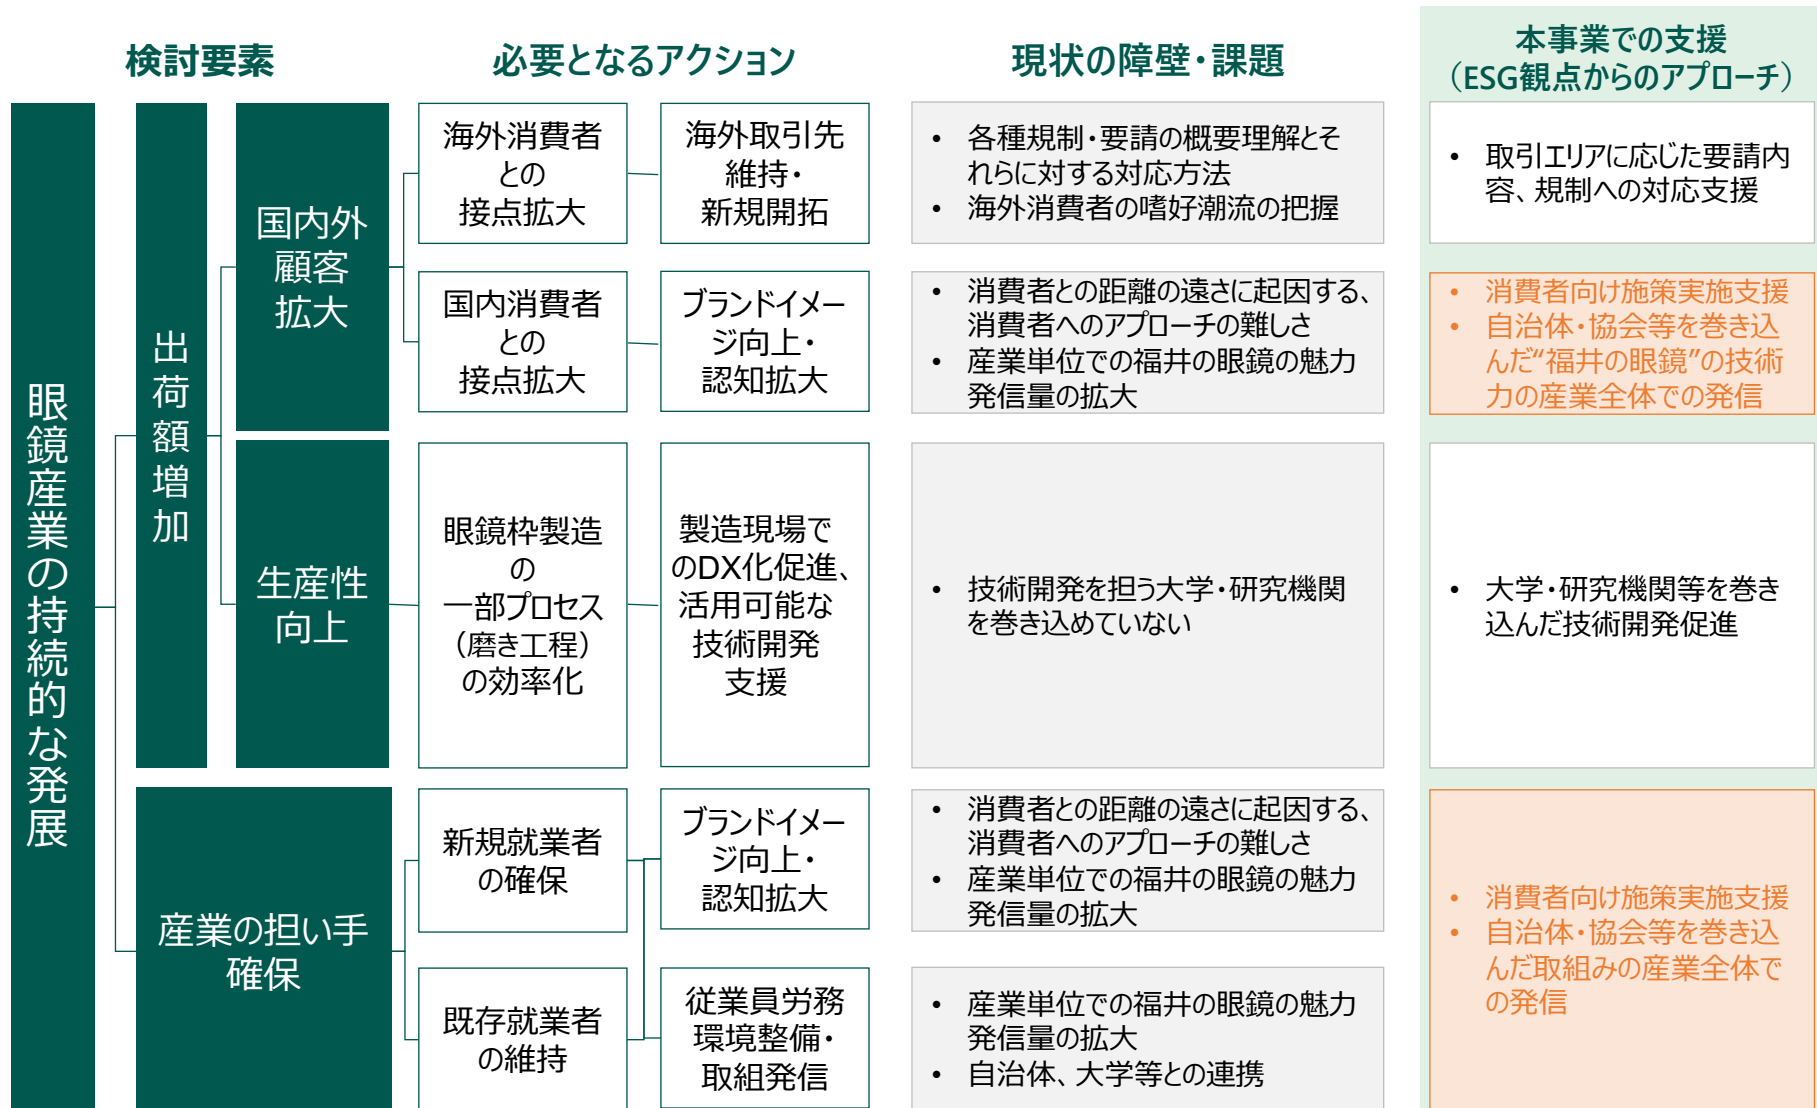 検討要素
必要となるアクション
現状の障壁・課題
本事業での支援
（ESG観点からのアプローチ）
眼鏡産業の持続的な発展
出荷額増加
国内外
顧客
拡大
海外消費者
との
接点拡大
海外取引先
維持・
新規開拓
• 各種規制・要請の概要理解とそ
れらに対する対応方法
• 海外消費者の嗜好潮流の把握
• 取引エリアに応じた要請内
容、規制への対応支援
国内消費者
との
接点拡大
ブランドイメー
ジ向上・
認知拡大
• 消費者との距離の遠さに起因する、
消費者へのアプローチの難しさ
• 産業単位での福井の眼鏡の魅力
発信量の拡大
• 消費者向け施策実施支援
• 自治体・協会等を巻き込
んだ“福井の眼鏡”の技術
力の産業全体での発信
生産性
向上
眼鏡枠製造
の
一部プロセス
（磨き工程）
の効率化
製造現場で
のDX化促進、
活用可能な
技術開発
支援
• 技術開発を担う大学・研究機関
を巻き込めていない
• 大学・研究機関等を巻き
込んだ技術開発促進
産業の担い手
確保
新規就業者
の確保
ブランドイメー
ジ向上・
認知拡大
• 消費者との距離の遠さに起因する、
消費者へのアプローチの難しさ
• 産業単位での福井の眼鏡の魅力
発信量の拡大
• 消費者向け施策実施支援
• 自治体・協会等を巻き込
んだ取組みの産業全体で
の発信
既存就業者
の維持
従業員労務
環境整備・
取組発信
• 産業単位での福井の眼鏡の魅力
発信量の拡大
• 自治体、大学等との連携